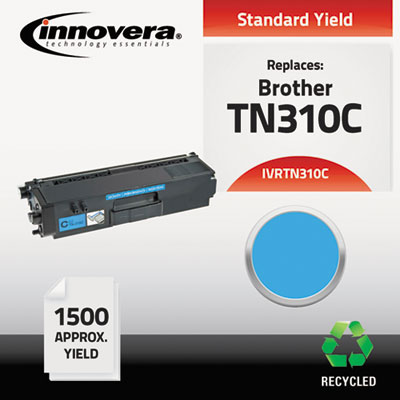 innovera®
technology essentials
Standard Yield
Replaces:
Brother
TN310C
IVRTN310C
C
1500
APPROX.
YIELD
RECYCLED